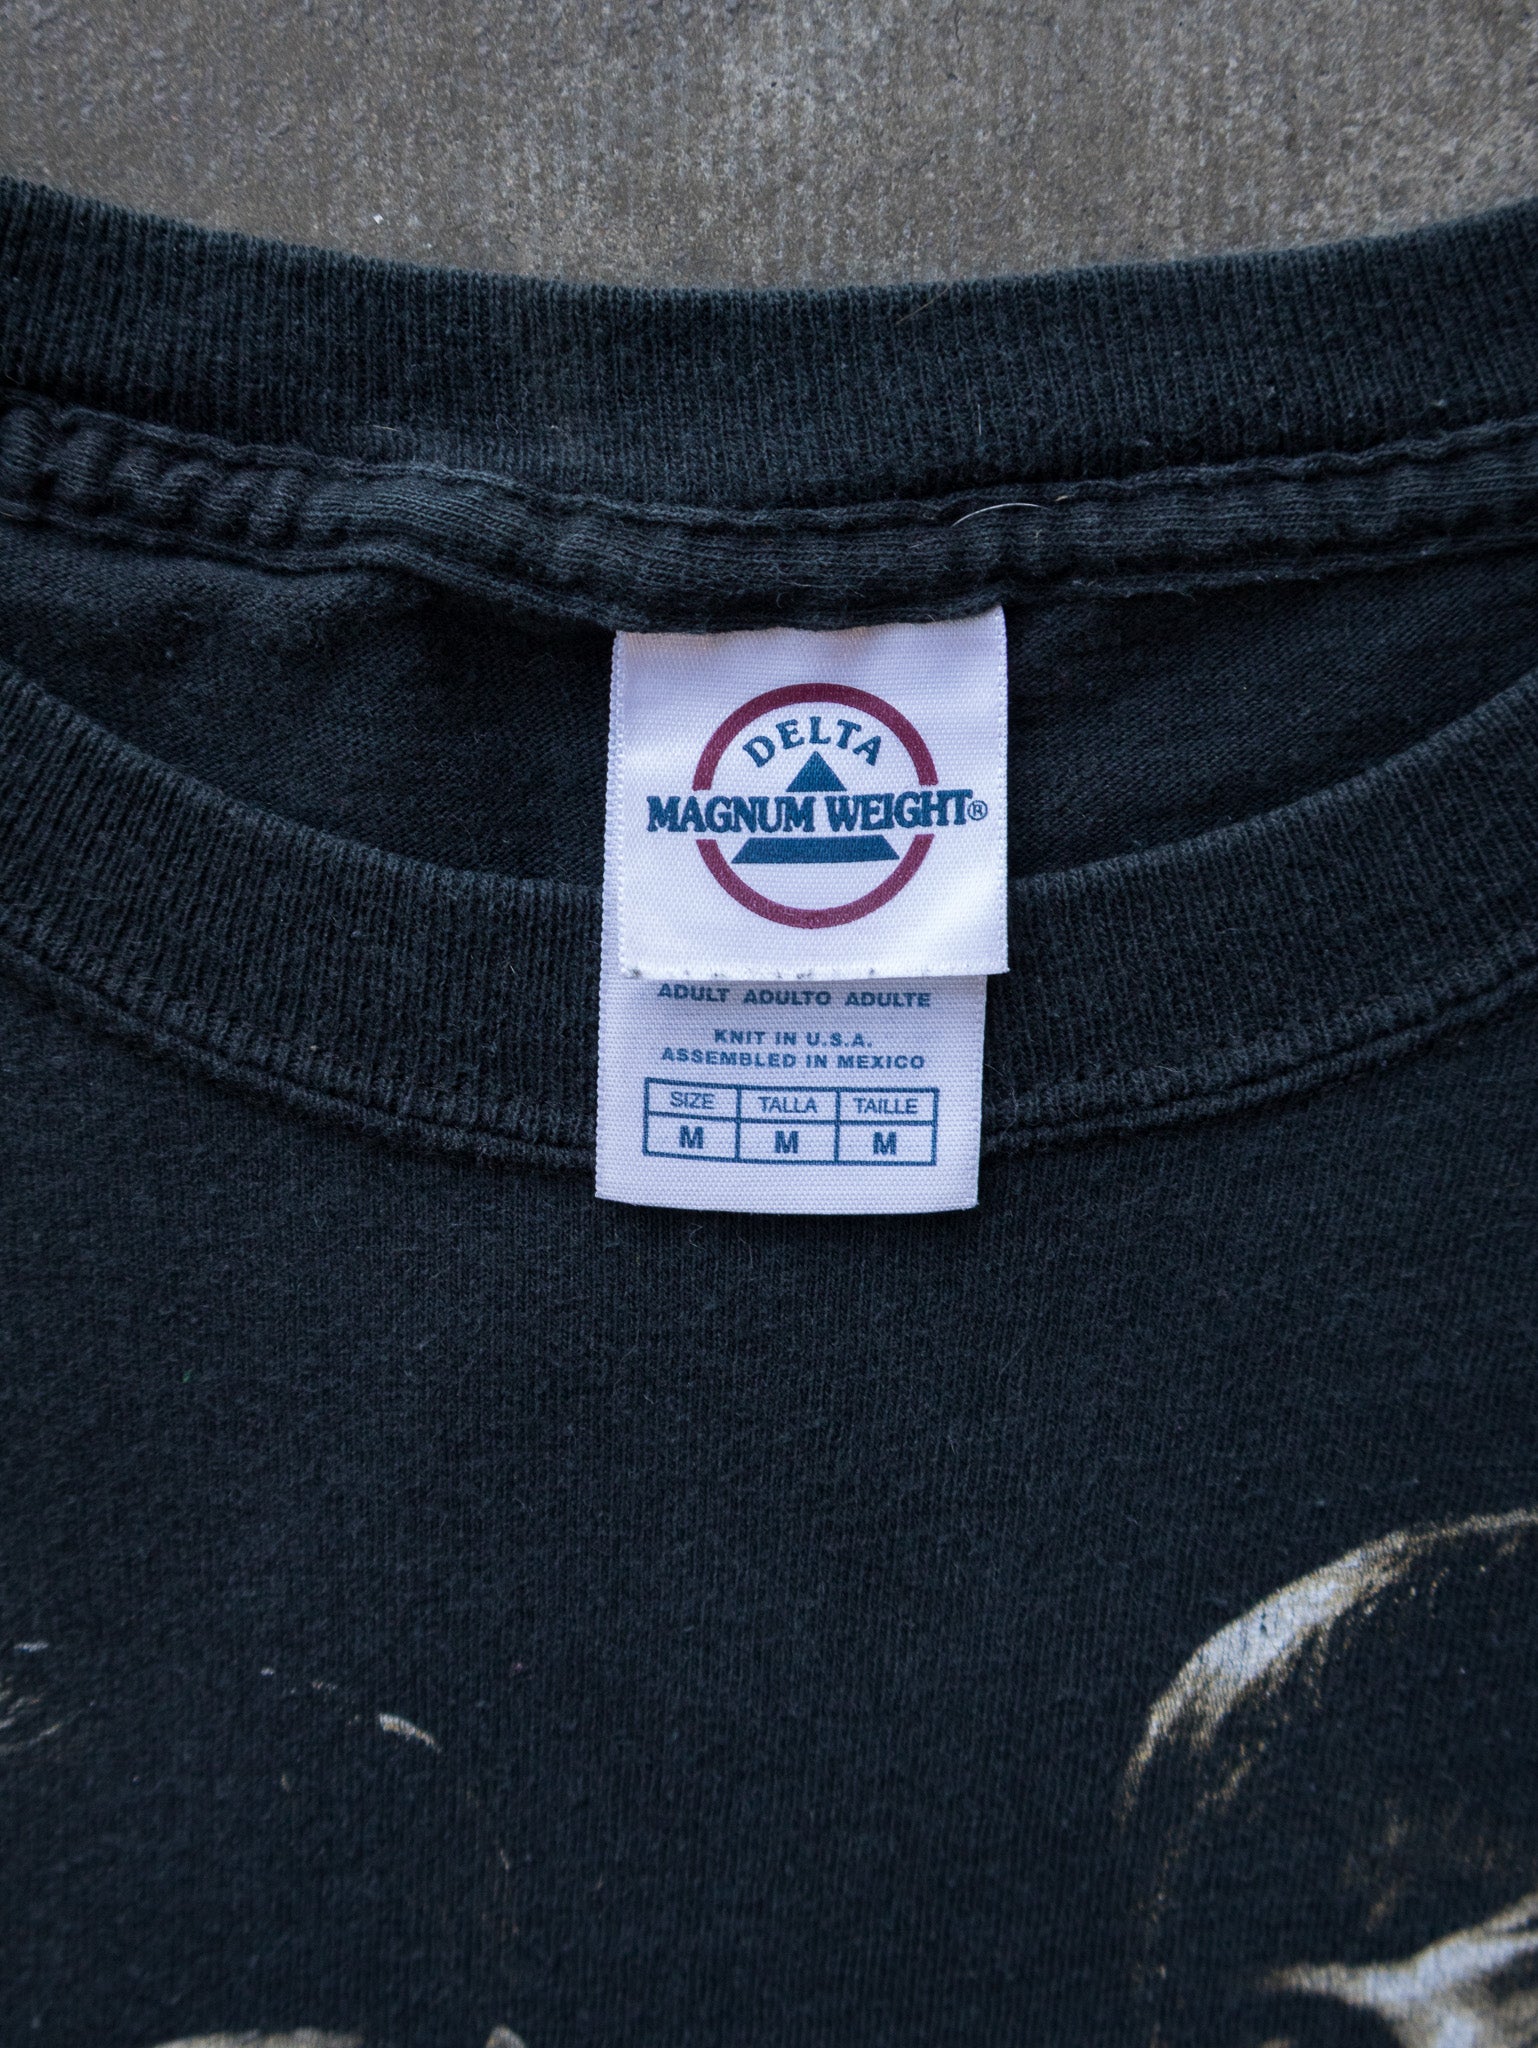 DELTA
MAGNUM WEIGHT®
ADULT ADULTO ADULTE
KNIT IN U.S.A.
ASSEMBLED IN MEXICO
SIZE TALLA TAILLE
M M M